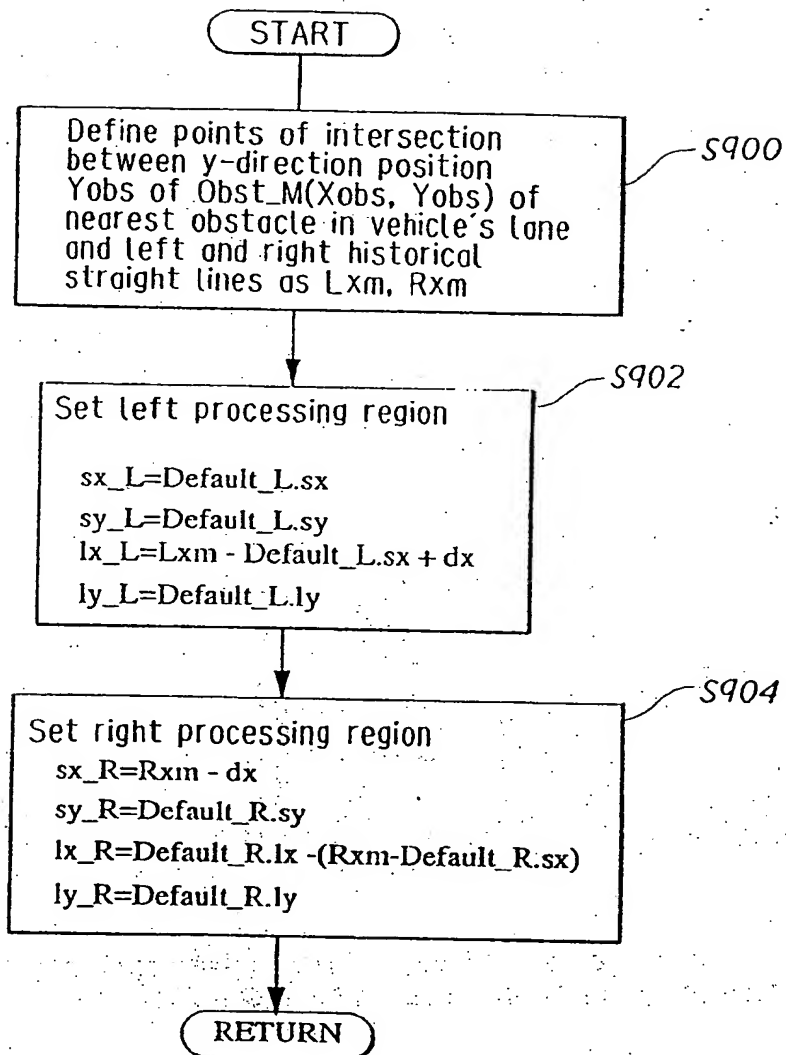 START
Define points of intersection
between y-direction position
Yobs of Obst_M(Xobs, Yobs) of
nearest obstacle in vehicle's lane
and left and right historical
straight lines as Lxm, Rxm
S900
Set left processing region
S902
sx_L=Default_L.sx
sy_L=Default_L.sy
lx_L=Lxm - Default_L.sx + dx
ly_L=Default_L.ly
Set right processing region
S904
sx_R=Rxm - dx
sy_R=Default_R.sy
lx_R=Default_R.lx -(Rxm-Default_R.sx)
ly_R=Default_R.ly
RETURN